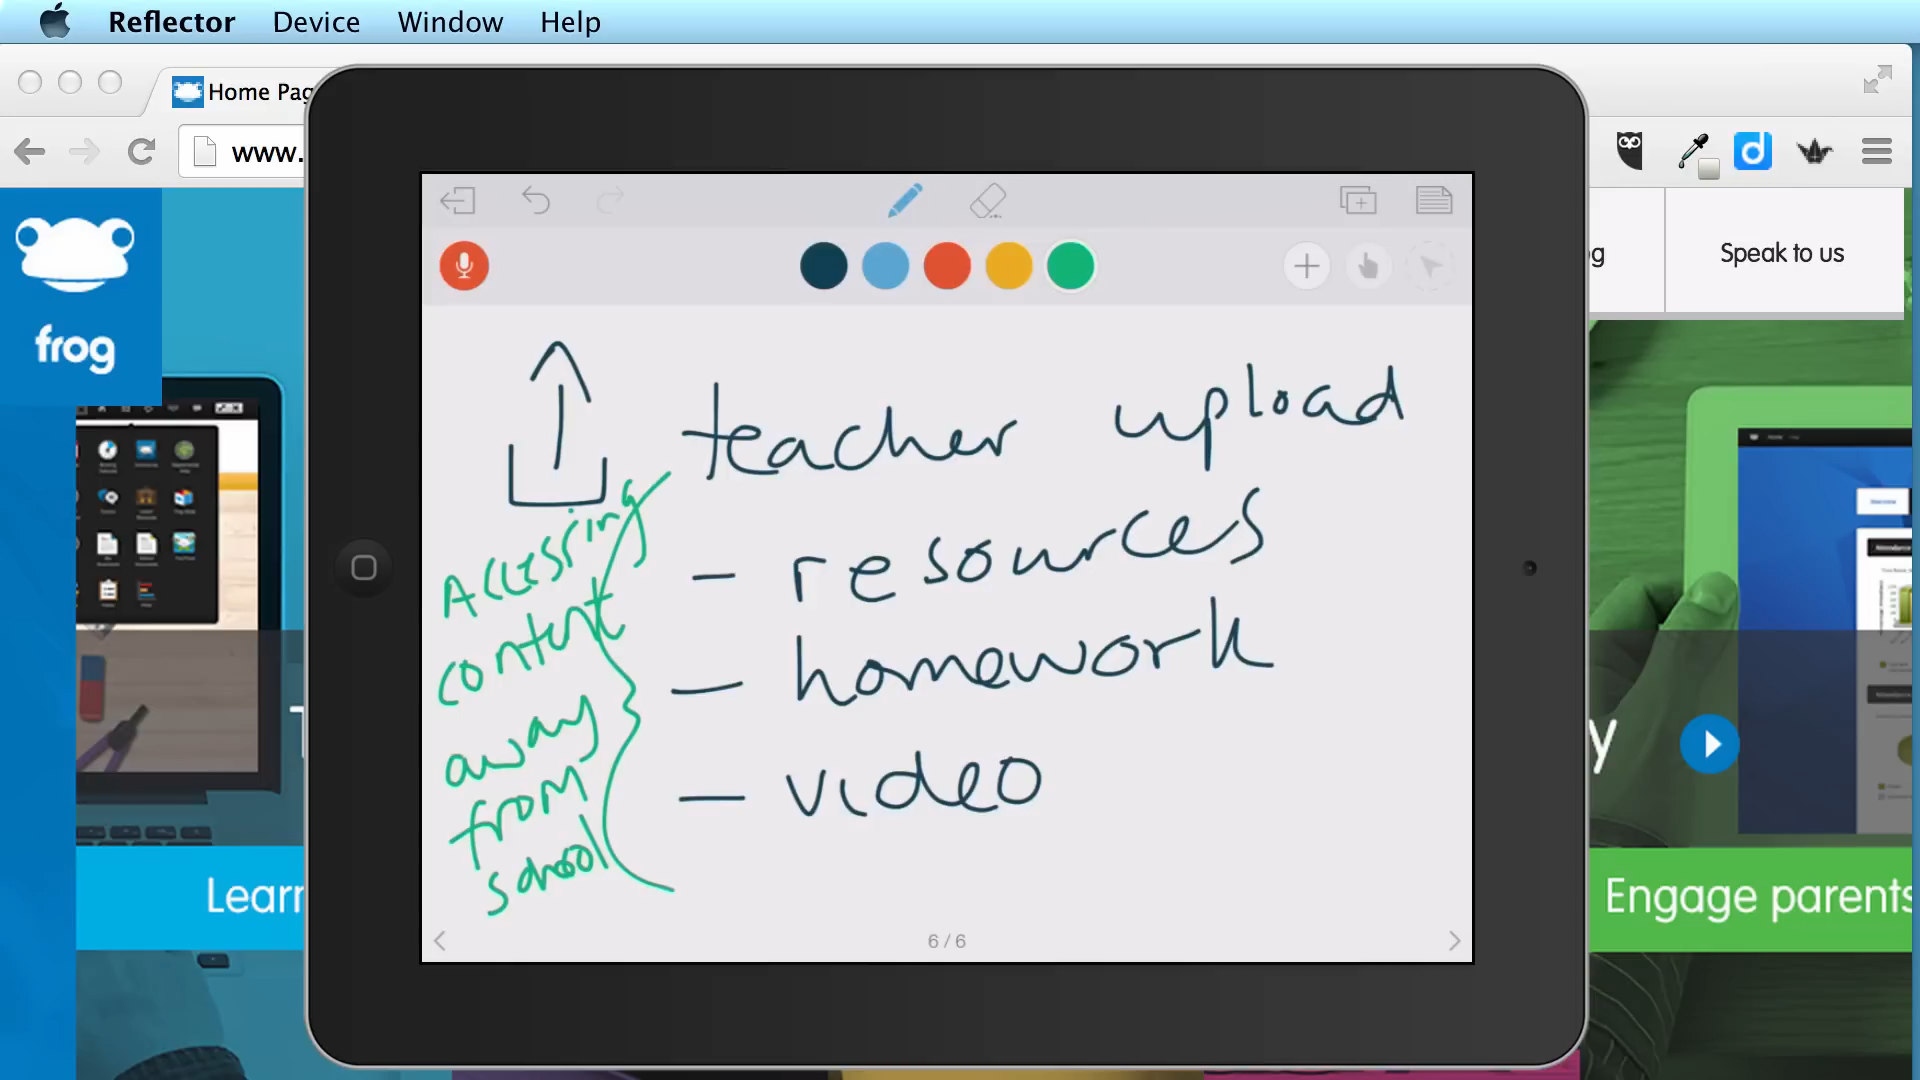 Reflector Device Window Help
Home Pag
www.
frog
Speak to us
teacher upload
- resources
- homework
- video
Accessing
content
away
from
school
6 / 6
Learn
y
Engage parents